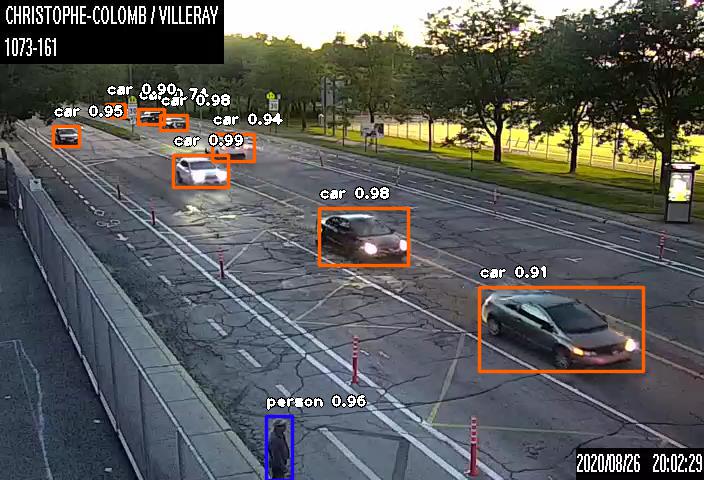 CHRISTOPHE-COLOMB / VILLERAY
1073-161
car 0.90
car 0.98
car 0.95
car 0.94
car 0.99
car 0.98
car 0.91
person 0.96
2020/08/26 20:02:29